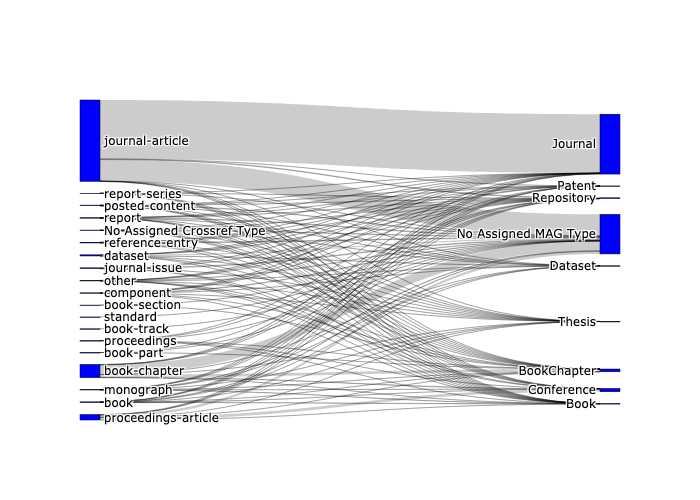 journal-article
report-series
posted-content
report
No-Assigned Crossref Type
reference-entry
dataset
journal-issue
other
component
book-section
standard
book-track
proceedings
book-part
book-chapter
monograph
book
proceedings-article
Journal
Patent
Repository
No Assigned MAG Type
Dataset
Thesis
BookChapter
Conference
Book